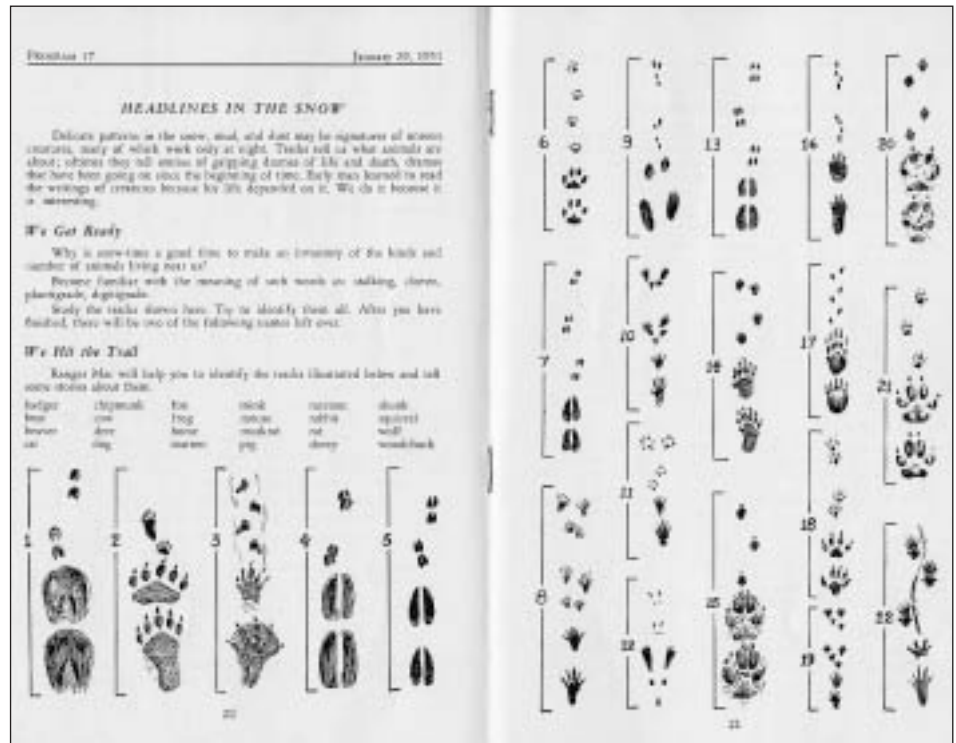 PROGRAM 17 January 29, 1951
HEADLINES IN THE SNOW
Delicate patterns in the snow, mud, and dust may be signatures of unseen
creatures, many of which work only at night. Tracks tell us what animals are
about; oftimes they tell stories of gripping dramas of life and death, dramas
that have been going on since the beginning of time. Early man learned to read
the writings of creatures because his life depended on it. We do it because it
is interesting.
We Get Ready
Why is snow-time a good time to make an inventory of the kinds and
number of animals living near us?
Become familiar with the meaning of such words as: stalking, cloven,
plantigrade, digitigrade.
Study the tracks shown here. Try to identify them all. After you have
finished, there will be two of the following names left over.
We Hit the Trail
Ranger Mac will help you to identify the tracks illustrated below and tell
some stories about them.
badger chipmunk fox mink raccoon skunk
bear cow frog mouse rabbit squirrel
beaver deer horse muskrat rat wolf
cat dog marten pig sheep woodchuck
1 2 3 4 5
6 9 13 16 20
7 10 17 21
11 18
8 12 15 19 22